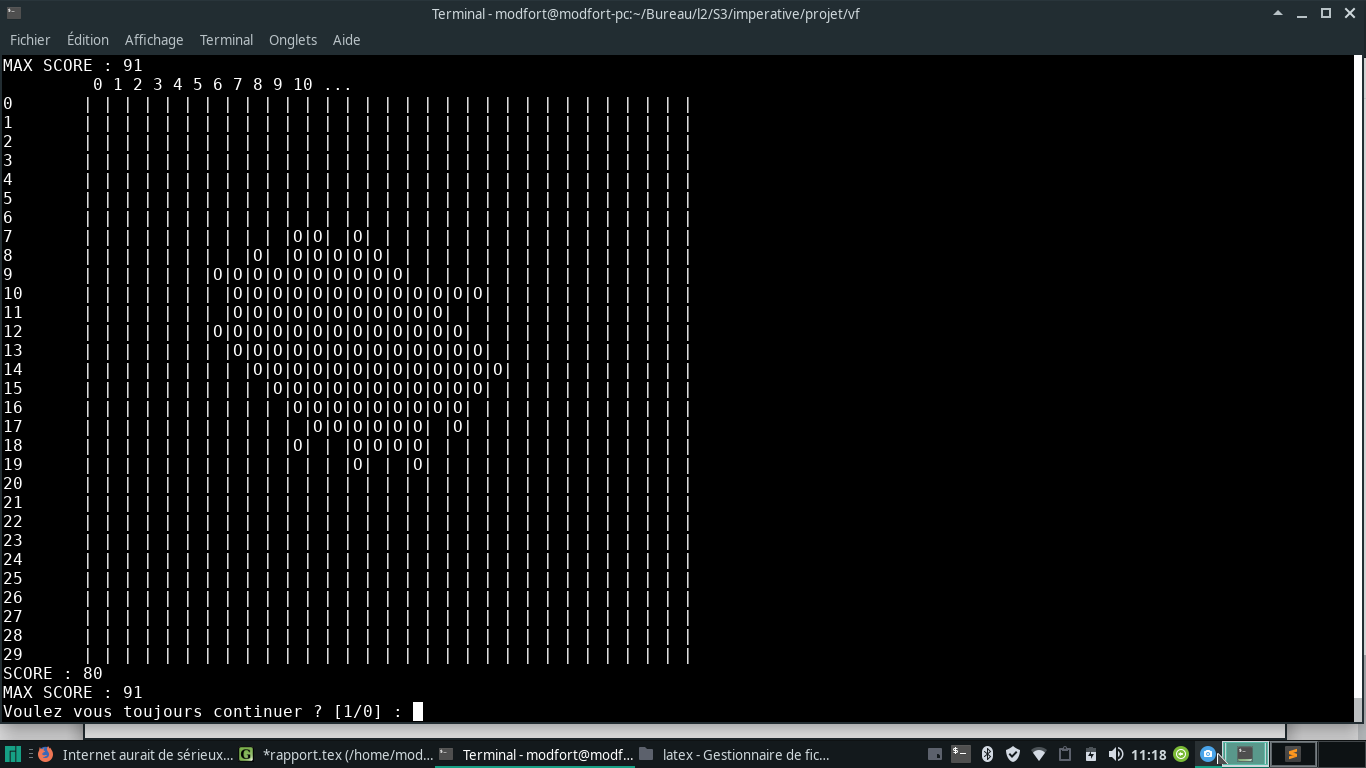 Terminal - modfort@modfort-pc:~/Bureau/l2/S3/imperative/projet/vf
Fichier Édition Affichage Terminal Onglets Aide
MAX SCORE : 91
0 1 2 3 4 5 6 7 8 9 10 ...
0 | | | | | | | | | | | | | | | | | | | | | | | | | | | | | | |
1 | | | | | | | | | | | | | | | | | | | | | | | | | | | | | | |
2 | | | | | | | | | | | | | | | | | | | | | | | | | | | | | | |
3 | | | | | | | | | | | | | | | | | | | | | | | | | | | | | | |
4 | | | | | | | | | | | | | | | | | | | | | | | | | | | | | | |
5 | | | | | | | | | | | | | | | | | | | | | | | | | | | | | | |
6 | | | | | | | | | | | | | | | | | | | | | | | | | | | | | | |
7 | | | | | | | | | | |O|O| |O| | | | | | | | | | | | | | | | |
8 | | | | | | | | |O| |O|O|O|O|O| | | | | | | | | | | | | | | |
9 | | | | | | |O|O|O|O|O|O|O|O|O|O| | | | | | | | | | | | | | |
10 | | | | | | | |O|O|O|O|O|O|O|O|O|O|O|O|O| | | | | | | | | | |
11 | | | | | | | |O|O|O|O|O|O|O|O|O|O|O| | | | | | | | | | | | |
12 | | | | | | |O|O|O|O|O|O|O|O|O|O|O|O|O| | | | | | | | | | | |
13 | | | | | | | |O|O|O|O|O|O|O|O|O|O|O|O|O| | | | | | | | | | |
14 | | | | | | | | |O|O|O|O|O|O|O|O|O|O|O|O|O| | | | | | | | | |
15 | | | | | | | | | |O|O|O|O|O|O|O|O|O|O|O| | | | | | | | | | |
16 | | | | | | | | | | |O|O|O|O|O|O|O|O|O| | | | | | | | | | | |
17 | | | | | | | | | | | |O|O|O|O|O|O| |O| | | | | | | | | | | |
18 | | | | | | | | | | |O| | |O|O|O|O| | | | | | | | | | | | | |
19 | | | | | | | | | | | | | |O| | |O| | | | | | | | | | | | | |
20 | | | | | | | | | | | | | | | | | | | | | | | | | | | | | | |
21 | | | | | | | | | | | | | | | | | | | | | | | | | | | | | | |
22 | | | | | | | | | | | | | | | | | | | | | | | | | | | | | | |
23 | | | | | | | | | | | | | | | | | | | | | | | | | | | | | | |
24 | | | | | | | | | | | | | | | | | | | | | | | | | | | | | | |
25 | | | | | | | | | | | | | | | | | | | | | | | | | | | | | | |
26 | | | | | | | | | | | | | | | | | | | | | | | | | | | | | | |
27 | | | | | | | | | | | | | | | | | | | | | | | | | | | | | | |
28 | | | | | | | | | | | | | | | | | | | | | | | | | | | | | | |
29 | | | | | | | | | | | | | | | | | | | | | | | | | | | | | | |
SCORE : 80
MAX SCORE : 91
Voulez vous toujours continuer ? [1/0] :
Internet aurait de sérieux... *rapport.tex (/home/mod... Terminal - modfort@modf... latex - Gestionnaire de fic... 11:18